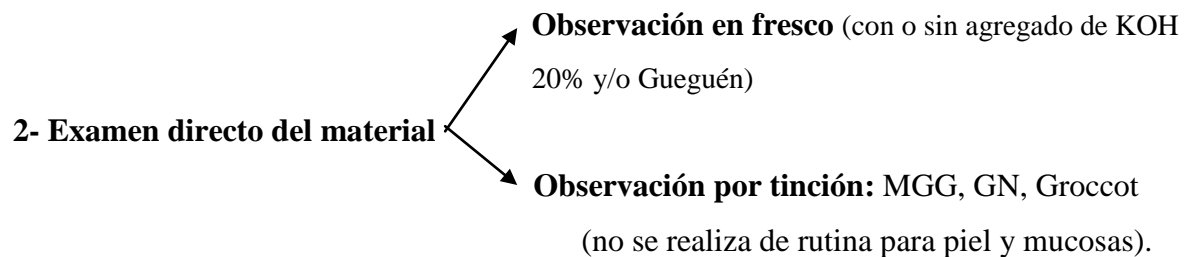 Observación en fresco (con o sin agregado de KOH
20% y/o Gueguén)
2- Examen directo del material
Observación por tinción: MGG, GN, Groccot
(no se realiza de rutina para piel y mucosas).